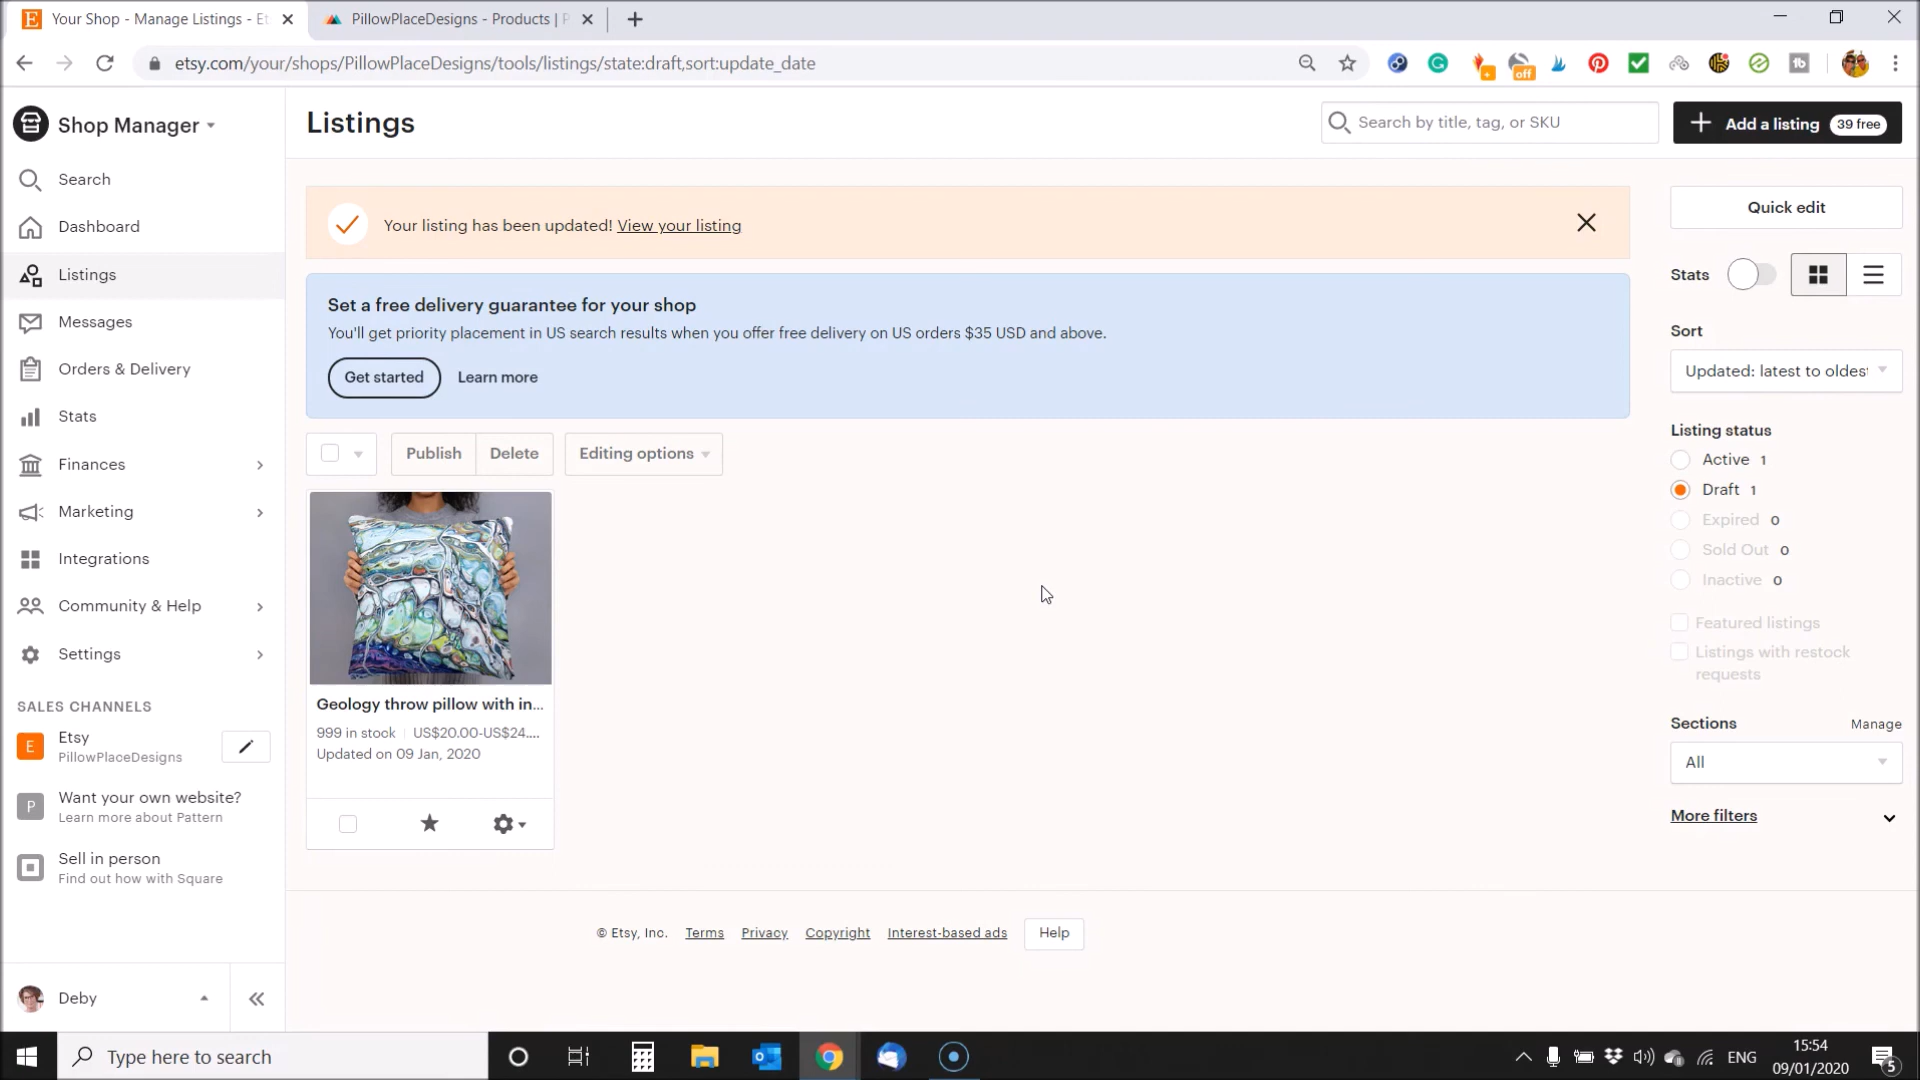 Your Shop - Manage Listings - Et
PillowPlaceDesigns - Products | P
etsy.com/your/shops/PillowPlaceDesigns/tools/listings/state:draft,sort:update_date
off
Shop Manager
Listings
Search by title, tag, or SKU
Add a listing 39 free
Search
Dashboard
Listings
Messages
Orders & Delivery
Stats
Finances
Marketing
Integrations
Community & Help
Settings
SALES CHANNELS
E
Etsy
PillowPlaceDesigns
P
Want your own website?
Learn more about Pattern
Sell in person
Find out how with Square
Deby
Your listing has been updated! View your listing
Set a free delivery guarantee for your shop
You'll get priority placement in US search results when you offer free delivery on US orders $35 USD and above.
Get started Learn more
Publish Delete Editing options
Geology throw pillow with in...
999 in stock US$20.00-US$24....
Updated on 09 Jan, 2020
Quick edit
Stats
Sort
Updated: latest to oldest
Listing status
Active 1
Draft 1
Expired 0
Sold Out 0
Inactive 0
Featured listings
Listings with restock
requests
Sections Manage
All
More filters
© Etsy, Inc. Terms Privacy Copyright Interest-based ads Help
Type here to search
ENG
15:54
09/01/2020
5